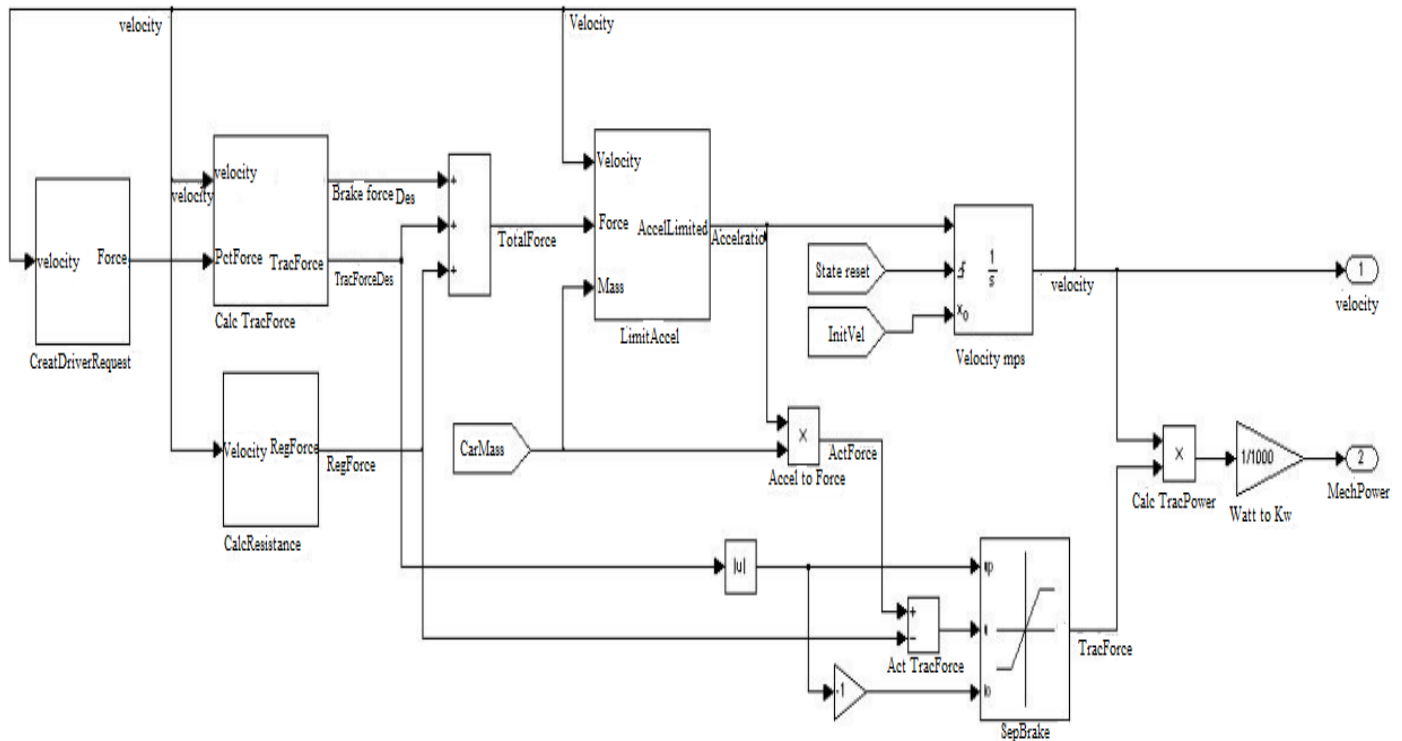 velocity
Velocity
velocity
Force
CreatDriverRequest
velocity
velocity
PctForce
TracForce
Calc TracForce
Brake force Des
TracForceDes
+
+
+
TotalForce
Velocity
Force
Mass
AccelLimited
LimitAccel
Accelratio
State reset
InitVel
1
s
x0
Velocity mps
velocity
1
velocity
Velocity
RegForce
CalcResistance
RegForce
CarMass
×
Accel to Force
ActForce
×
Calc TracPower
1/1000
Watt to Kw
2
MechPower
|u|
+
−
Act TracForce
-1
up
u
lo
SepBrake
TracForce